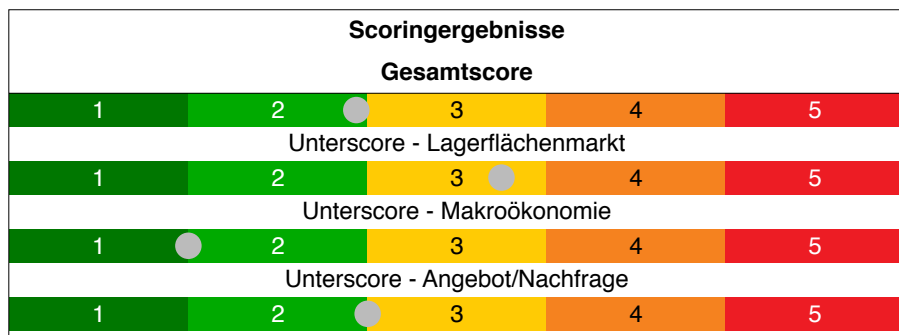 Scoringergebnisse
Gesamtscore
1 2 3 4 5
Unterscore - Lagerflächenmarkt
1 2 3 4 5
Unterscore - Makroökonomie
1 2 3 4 5
Unterscore - Angebot/Nachfrage
1 2 3 4 5